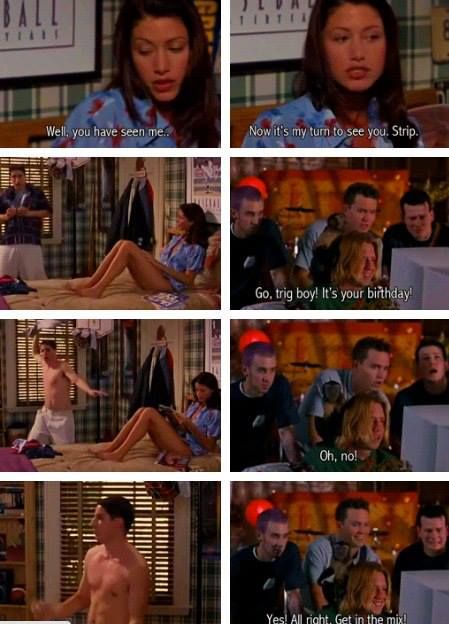 BALL
Well, you have seen me..
Now it's my turn to see you. Strip.
Go, trig boy! It's your birthday!
Oh, no!
Yes! All right. Get in the mix!